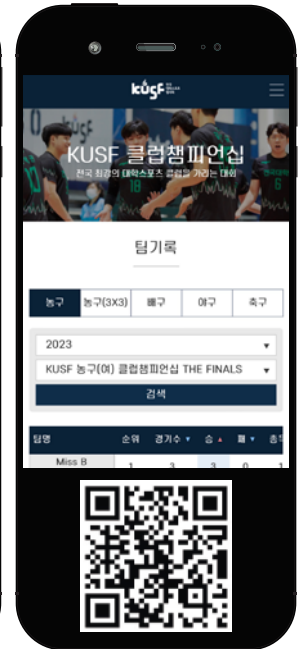 kusf
KUSF 클럽챔피언십
전국 최강의 대학스포츠 클럽을 가리는 대회
팀기록
농구 농구(3X3) 배구 야구 축구
2023 ▼
KUSF 농구(여) 클럽챔피언십 THE FINALS ▼
검색
팀명 순위 경기수 ▼ 승 ▲ 패 ▼
Miss B 1 3 3 0 1